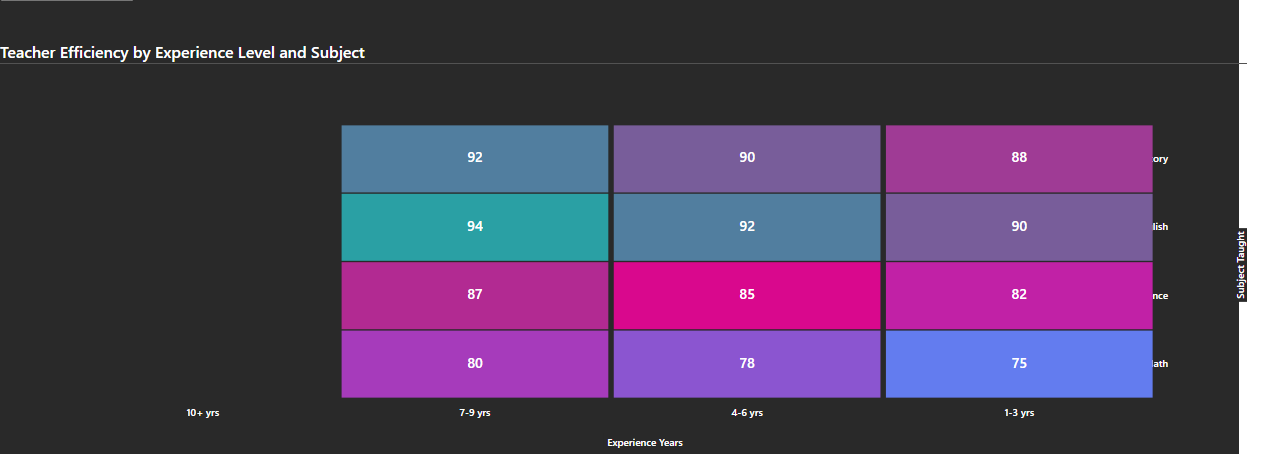 Teacher Efficiency by Experience Level and Subject
92 90 88 ory
94 92 90 lish
87 85 82 nce
80 78 75 ath
10+ yrs 7-9 yrs 4-6 yrs 1-3 yrs
Experience Years
Subject Taught